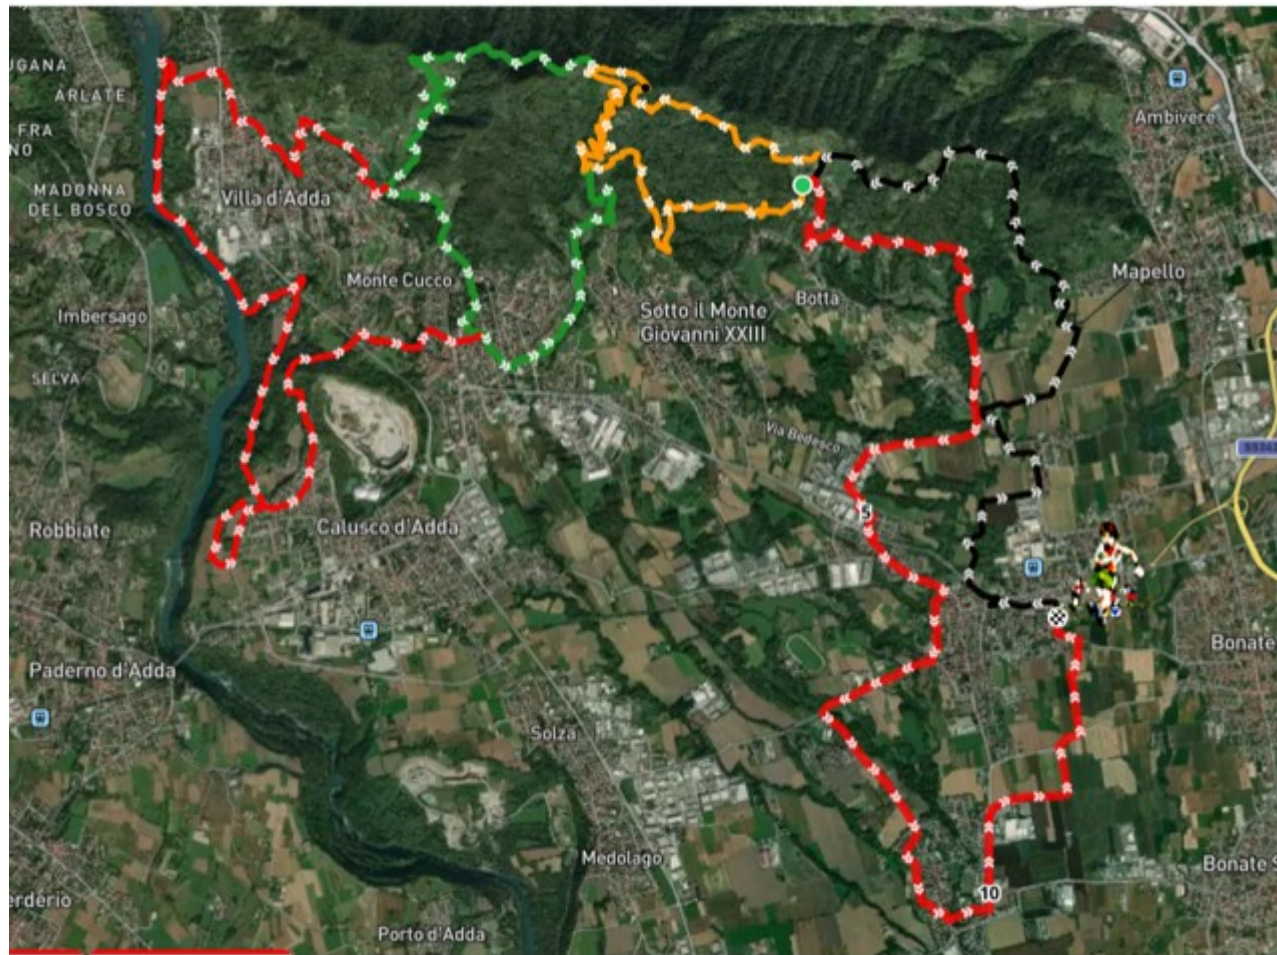 UGANA
ARLATE
FRA
NO
MADONNA
DEL BOSCO
Villa d'Adda
Ambivere
Monte Cucco
Imbersago
SELVA
Sotto il Monte
Giovanni XXIII
Botta
Mapello
Via Bedesco
5
Robbiate
Calusco d'Adda
Paderno d'Adda
Bonate
Solza
Medolago
Bonate S
10
erderio
Porto d'Adda